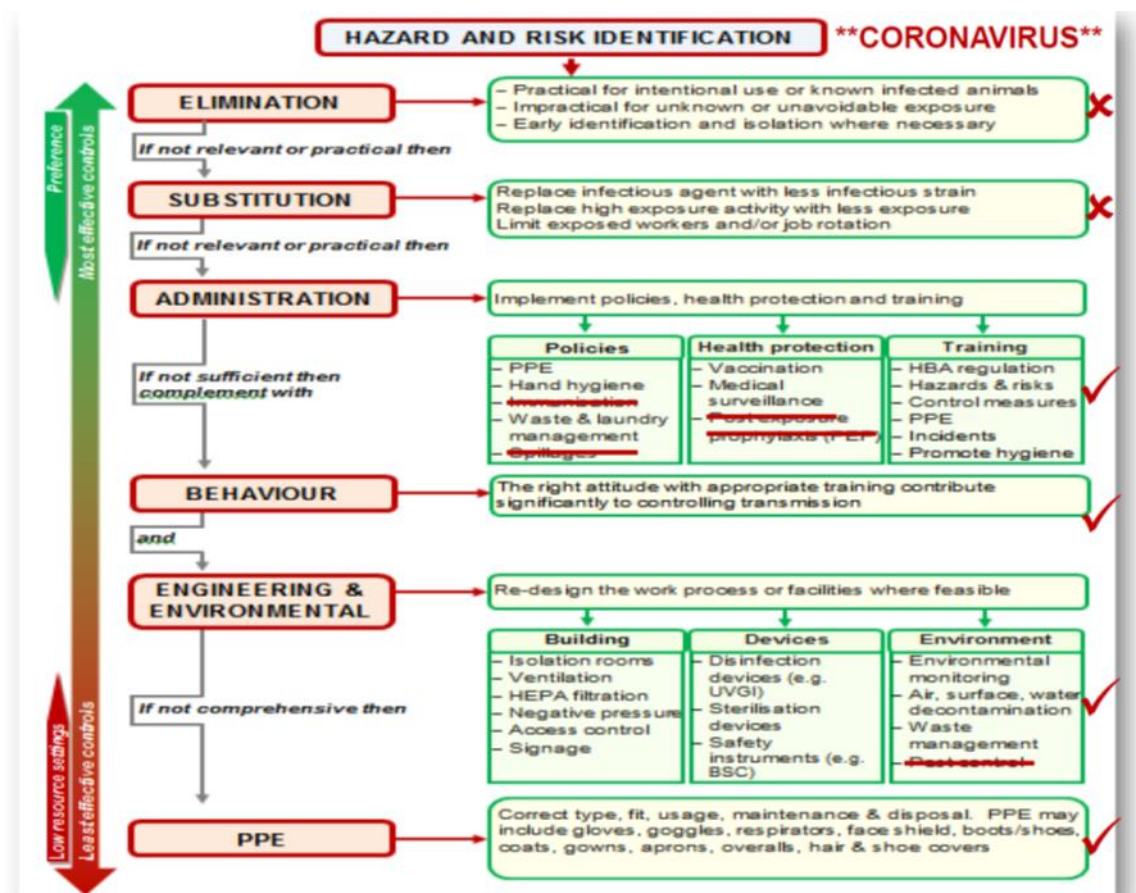 HAZARD AND RISK IDENTIFICATION
**CORONAVIRUS**
Preference
Most effective controls
ELIMINATION
– Practical for intentional use or known infected animals
– Impractical for unknown or unavoidable exposure
– Early identification and isolation where necessary
If not relevant or practical then
SUBSTITUTION
Replace infectious agent with less infectious strain
Replace high exposure activity with less exposure
Limit exposed workers and/or job rotation
If not relevant or practical then
ADMINISTRATION
Implement policies, health protection and training
Policies
– PPE
– Hand hygiene
– Immunisation
– Waste & laundry
management
– Spillages
Health protection
– Vaccination
– Medical
surveillance
– Post exposure
prophylaxis (PEP)
Training
– HBA regulation
– Hazards & risks
– Control measures
– PPE
– Incidents
– Promote hygiene
If not sufficient then
complement with
BEHAVIOUR
The right attitude with appropriate training contribute
significantly to controlling transmission
and
ENGINEERING &
ENVIRONMENTAL
Re-design the work process or facilities where feasible
Building
– Isolation rooms
– Ventilation
– HEPA filtration
– Negative pressure
– Access control
– Signage
Devices
– Disinfection
devices (e.g.
UVGI)
– Sterilisation
devices
– Safety
instruments (e.g.
BSC)
Environment
– Environmental
monitoring
– Air, surface, water
decontamination
– Waste
management
– Pest control
If not comprehensive then
Low resource settings
Least effective controls
PPE
Correct type, fit, usage, maintenance & disposal. PPE may
include gloves, goggles, respirators, face shield, boots/shoes,
coats, gowns, aprons, overalls, hair & shoe covers